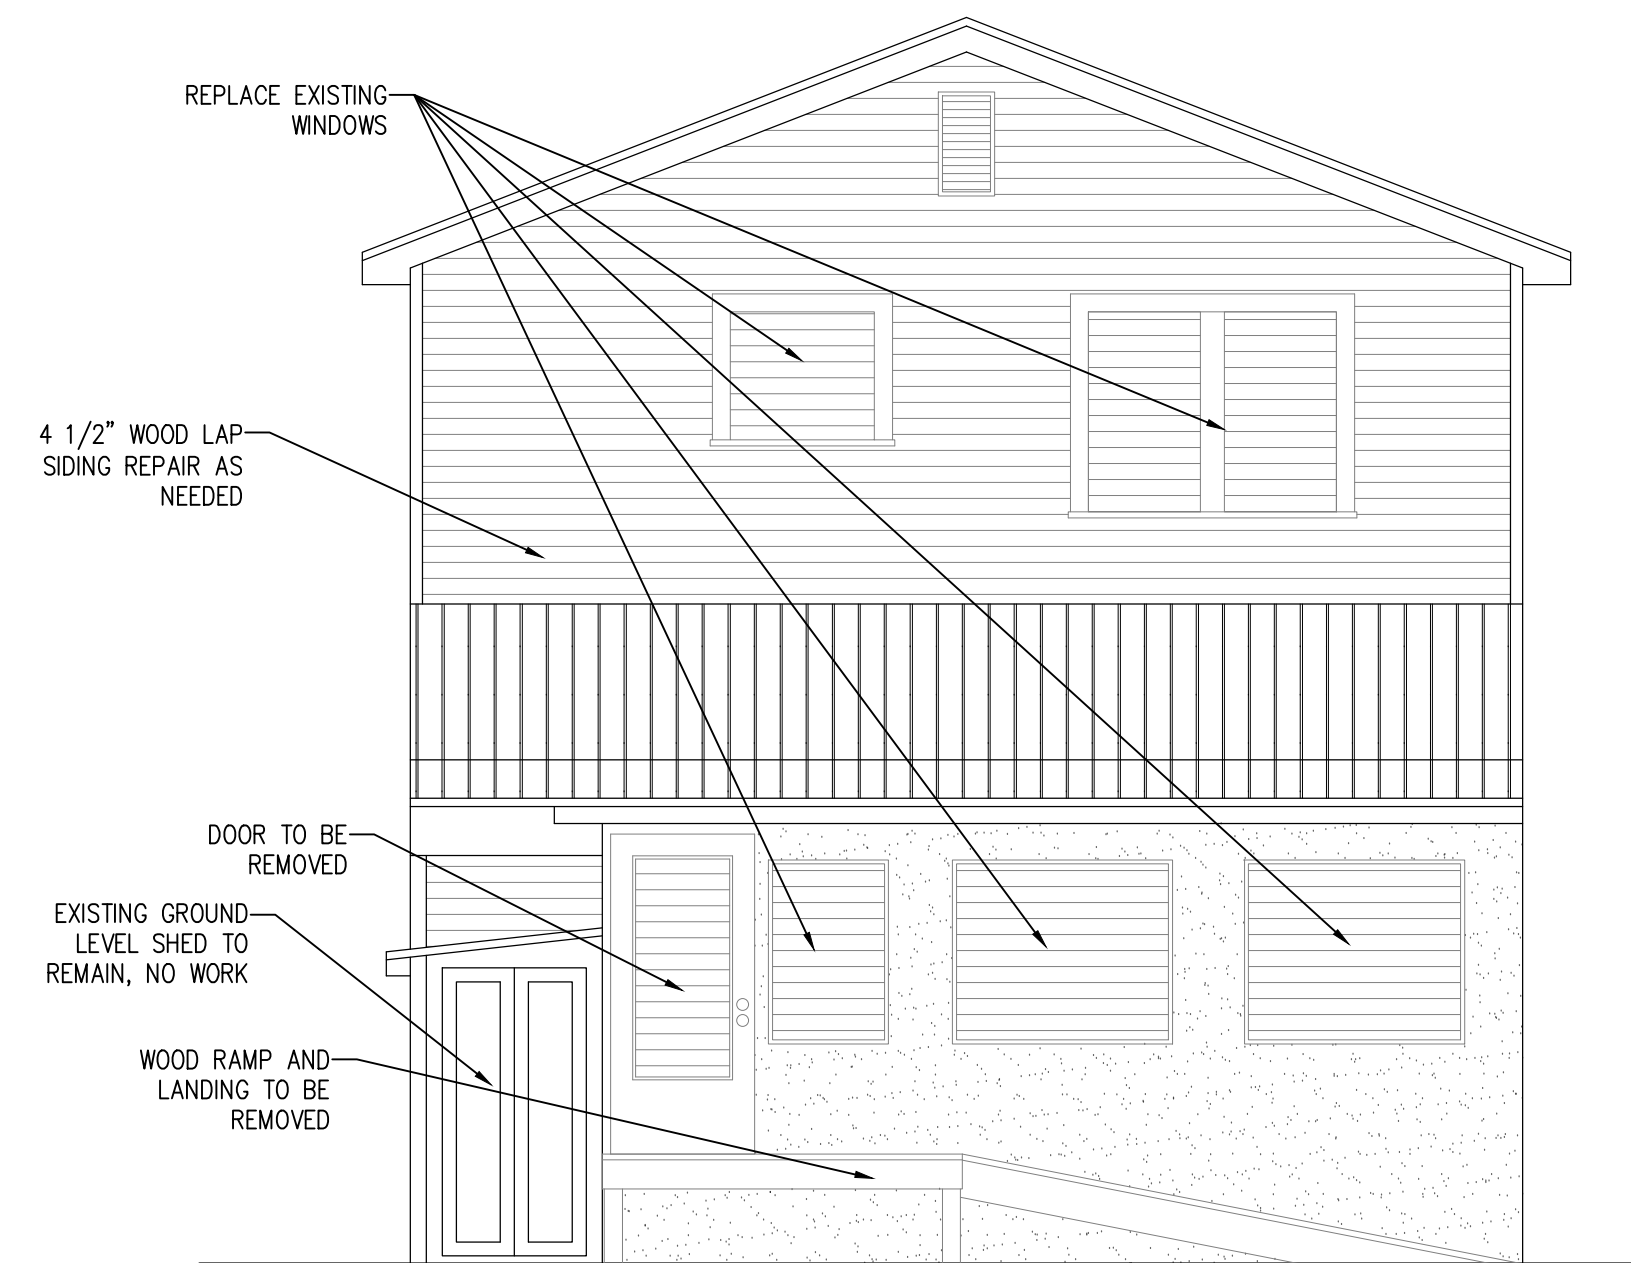 REPLACE EXISTING
WINDOWS
4 1/2” WOOD LAP
SIDING REPAIR AS
NEEDED
DOOR TO BE
REMOVED
EXISTING GROUND
LEVEL SHED TO
REMAIN, NO WORK
WOOD RAMP AND
LANDING TO BE
REMOVED